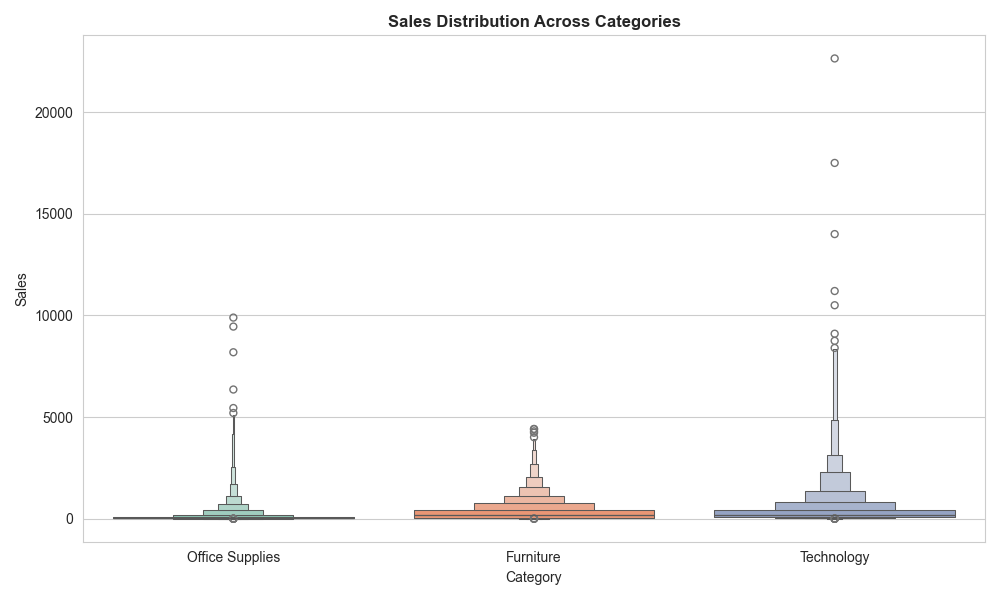 Sales Distribution Across Categories
Sales
20000
15000
10000
5000
0
Office Supplies
Furniture
Technology
Category